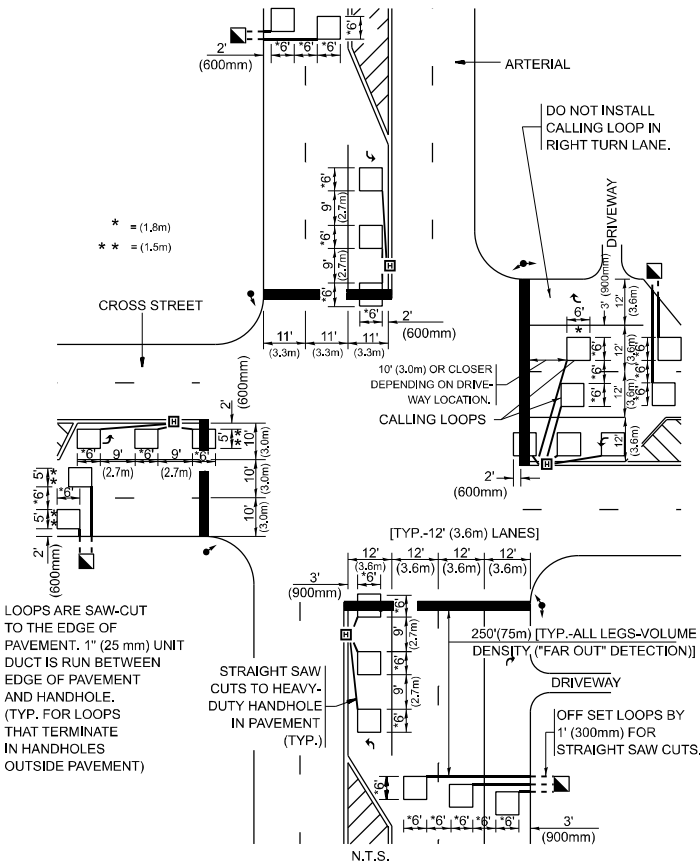 *6' *6' *6'
*6'
2'
(600mm)
ARTERIAL
DO NOT INSTALL
CALLING LOOP IN
RIGHT TURN LANE.
* = (1.8m)
* * = (1.5m)
*6'
9'
(2.7m)
*6'
9'
(2.7m)
*6'
H
*6'
2'
(600mm)
11' 11' 11'
(3.3m) (3.3m) (3.3m)
CROSS STREET
DRIVEWAY
3' (900mm)
12'
(3.6m)
6'
*
*6'
*6'
12'
(3.6m)
12'
(3.6m)
12'
(3.6m)
*6'
*6'
*6'
10' (3.0m) OR CLOSER
DEPENDING ON DRIVE-
WAY LOCATION.
CALLING LOOPS
H
2'
(600mm)
2'
(600mm)
H
5'
* *
10'
(3.0m)
10'
(3.0m)
10'
(3.0m)
*6' 9' *6' 9' *6'
(2.7m) (2.7m)
5'
* *
*6'
*6'
5'
* *
2'
(600mm)
[TYP.-12' (3.6m) LANES]
12' 12' 12' 12'
(3.6m) (3.6m) (3.6m) (3.6m)
3'
(900mm)
*6'
*6'
9'
(2.7m)
*6'
9'
(2.7m)
*6'
H
LOOPS ARE SAW-CUT
TO THE EDGE OF
PAVEMENT. 1" (25 mm) UNIT
DUCT IS RUN BETWEEN
EDGE OF PAVEMENT
AND HANDHOLE.
(TYP. FOR LOOPS
THAT TERMINATE
IN HANDHOLES
OUTSIDE PAVEMENT)
STRAIGHT SAW
CUTS TO HEAVY-
DUTY HANDHOLE
IN PAVEMENT
(TYP.)
250'(75m) [TYP.-ALL LEGS-VOLUME
DENSITY ("FAR OUT" DETECTION)]
DRIVEWAY
OFF SET LOOPS BY
1' (300mm) FOR
STRAIGHT SAW CUTS.
*6'
*6' *6' *6' *6' *6'
3'
(900mm)
N.T.S.